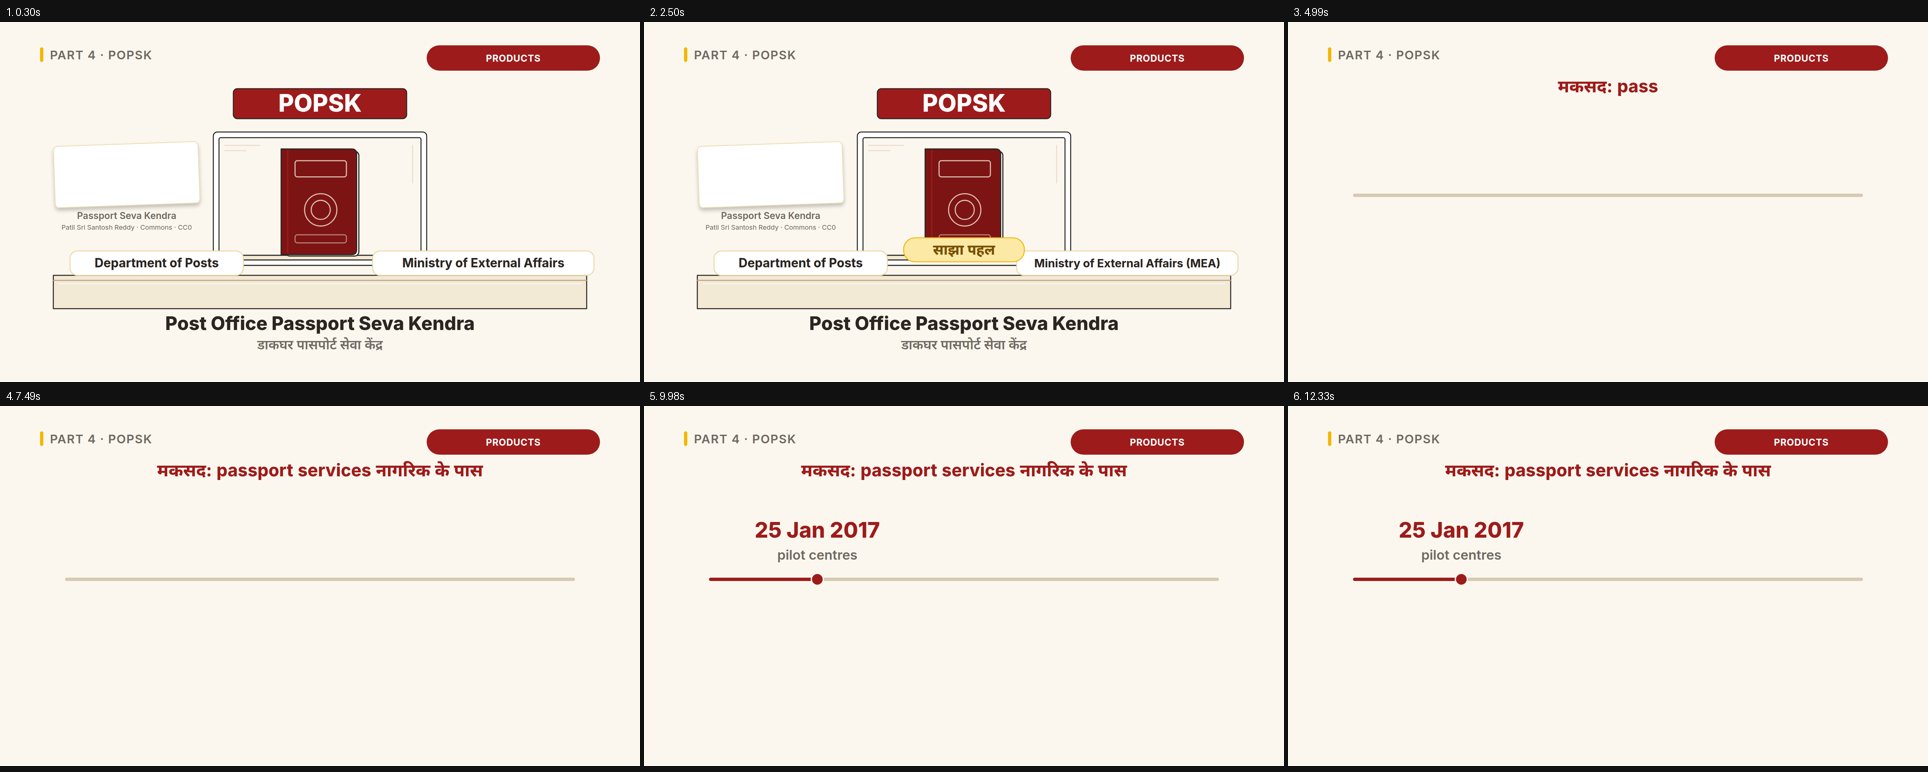 1. 0.30s
PART 4 · POPSK
PRODUCTS
POPSK
Passport Seva Kendra
Patil Sri Santosh Reddy · Commons · CC0
Department of Posts
Ministry of External Affairs
Post Office Passport Seva Kendra
डाकघर पासपोर्ट सेवा केंद्र
2. 2.50s
PART 4 · POPSK
PRODUCTS
POPSK
Passport Seva Kendra
Patil Sri Santosh Reddy · Commons · CC0
साझा पहल
Department of Posts
Ministry of External Affairs (MEA)
Post Office Passport Seva Kendra
डाकघर पासपोर्ट सेवा केंद्र
3. 4.99s
PART 4 · POPSK
PRODUCTS
मकसद: pass
4. 7.49s
PART 4 · POPSK
PRODUCTS
मकसद: passport services नागरिक के पास
5. 9.98s
PART 4 · POPSK
PRODUCTS
मकसद: passport services नागरिक के पास
25 Jan 2017
pilot centres
6. 12.33s
PART 4 · POPSK
PRODUCTS
मकसद: passport services नागरिक के पास
25 Jan 2017
pilot centres